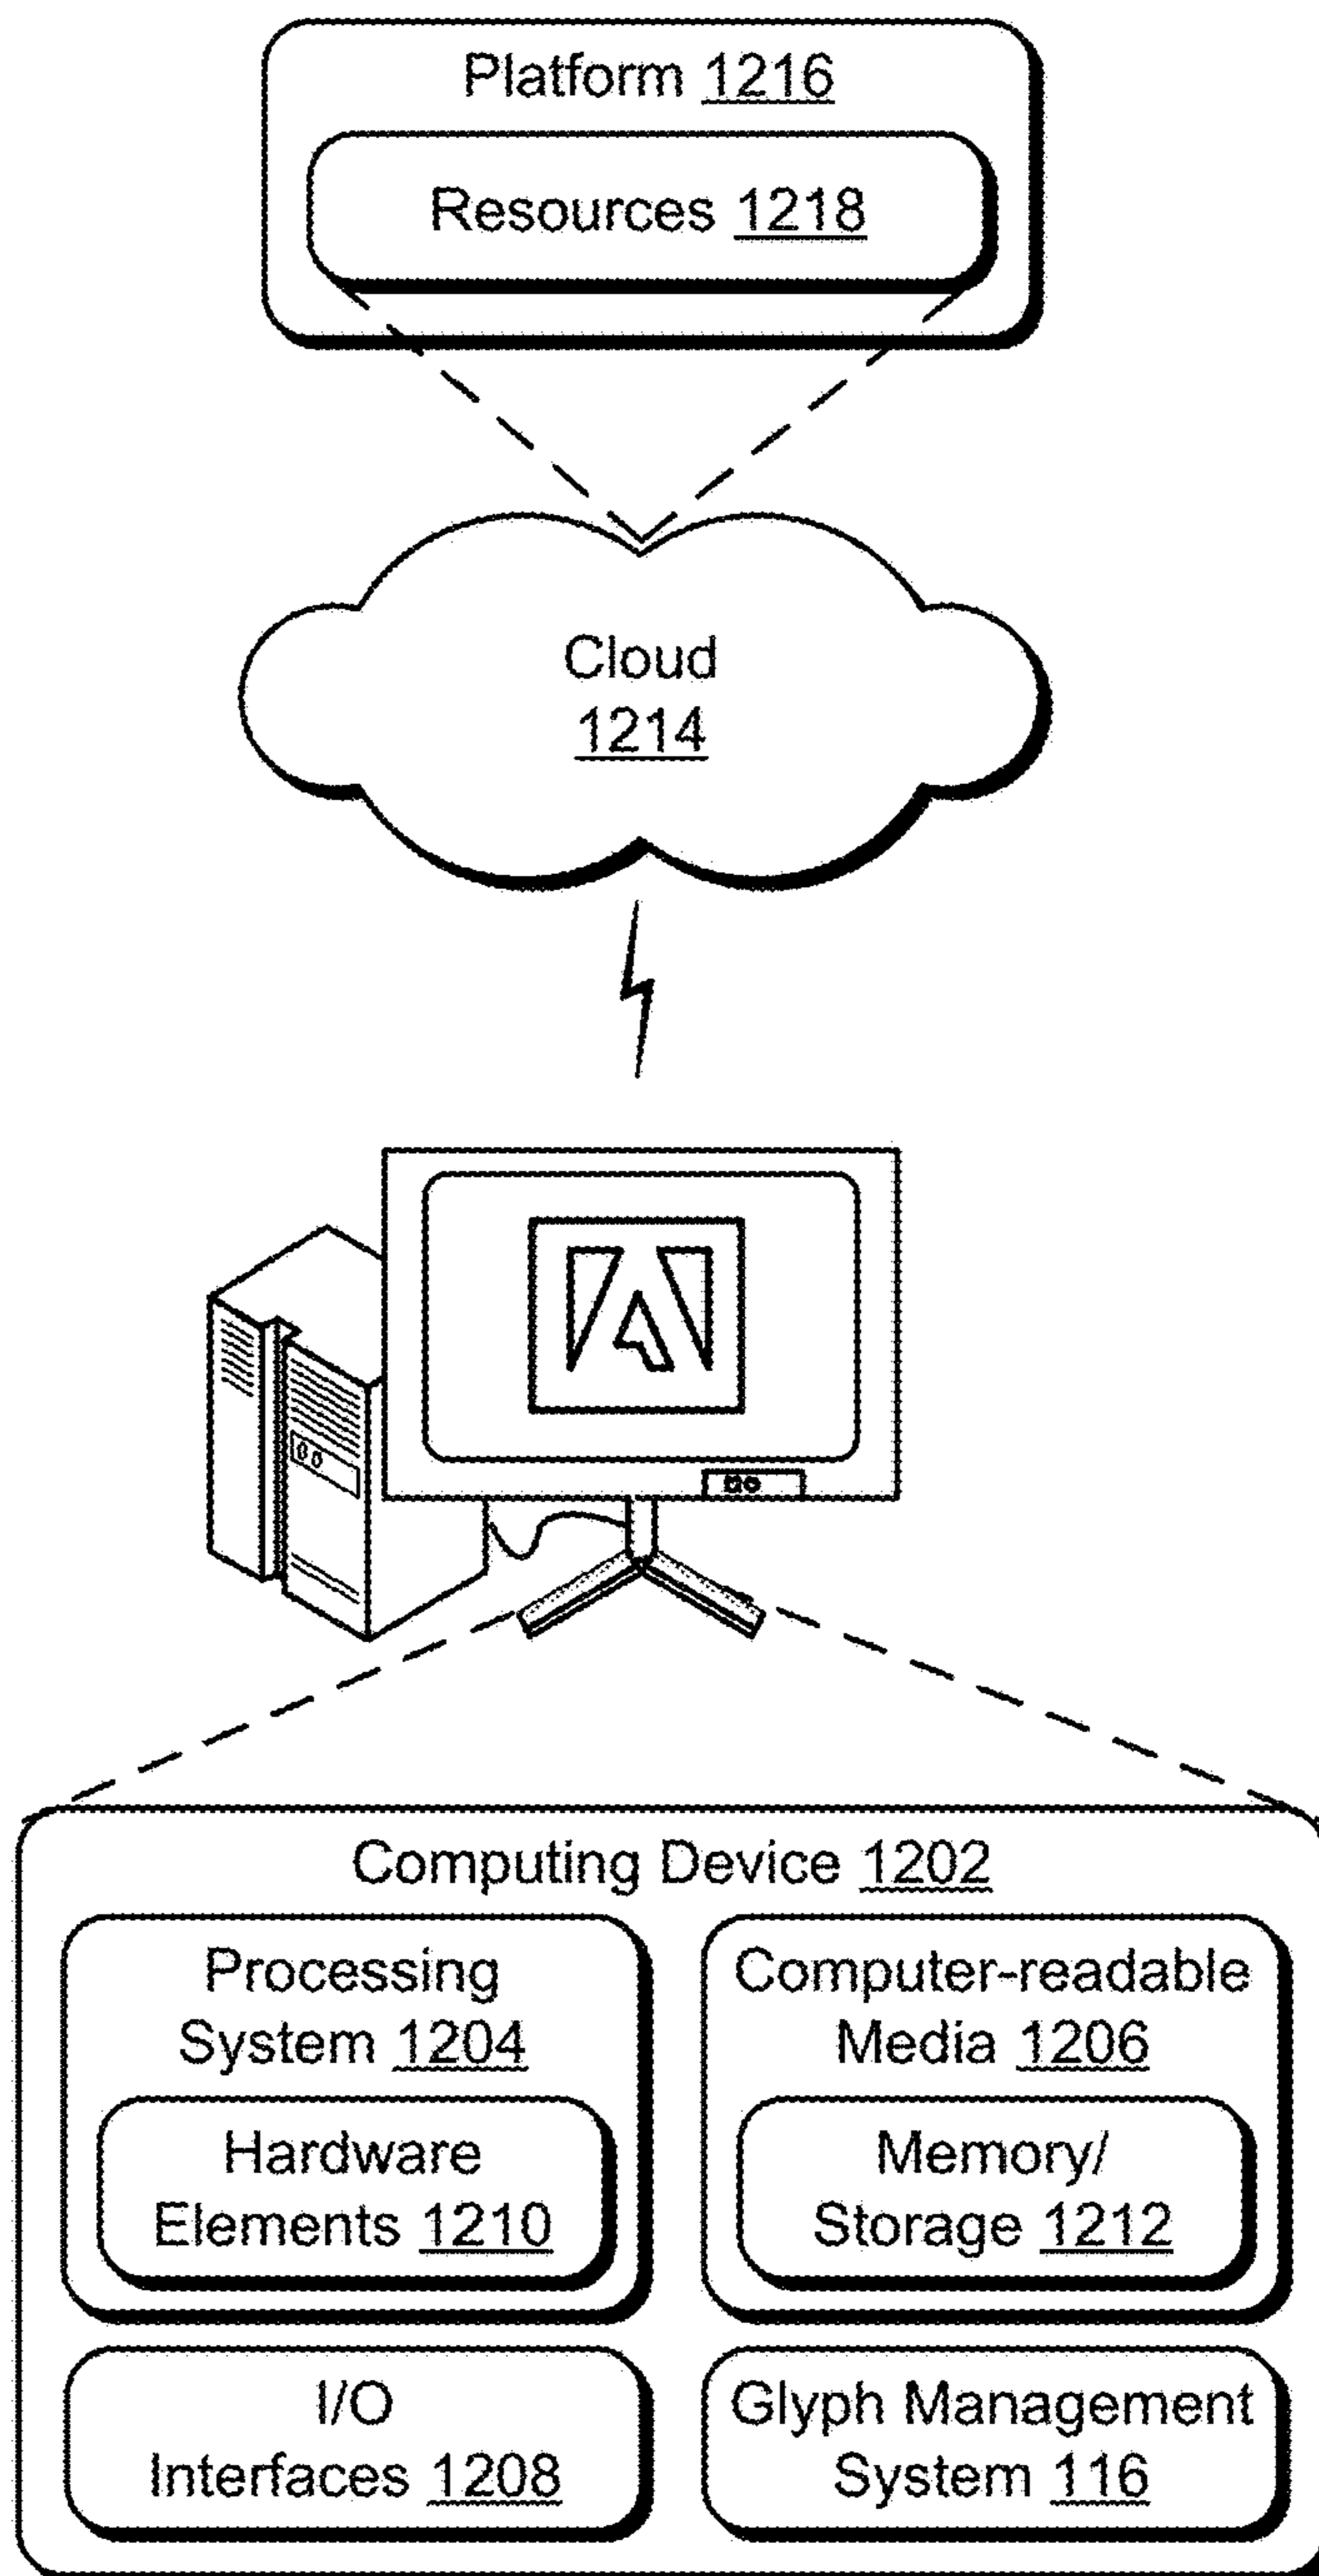 Platform 1216
Resources 1218
Cloud
1214
Computing Device 1202
Processing
System 1204
Hardware
Elements 1210
Computer-readable
Media 1206
Memory/
Storage 1212
I/O
Interfaces 1208
Glyph Management
System 116